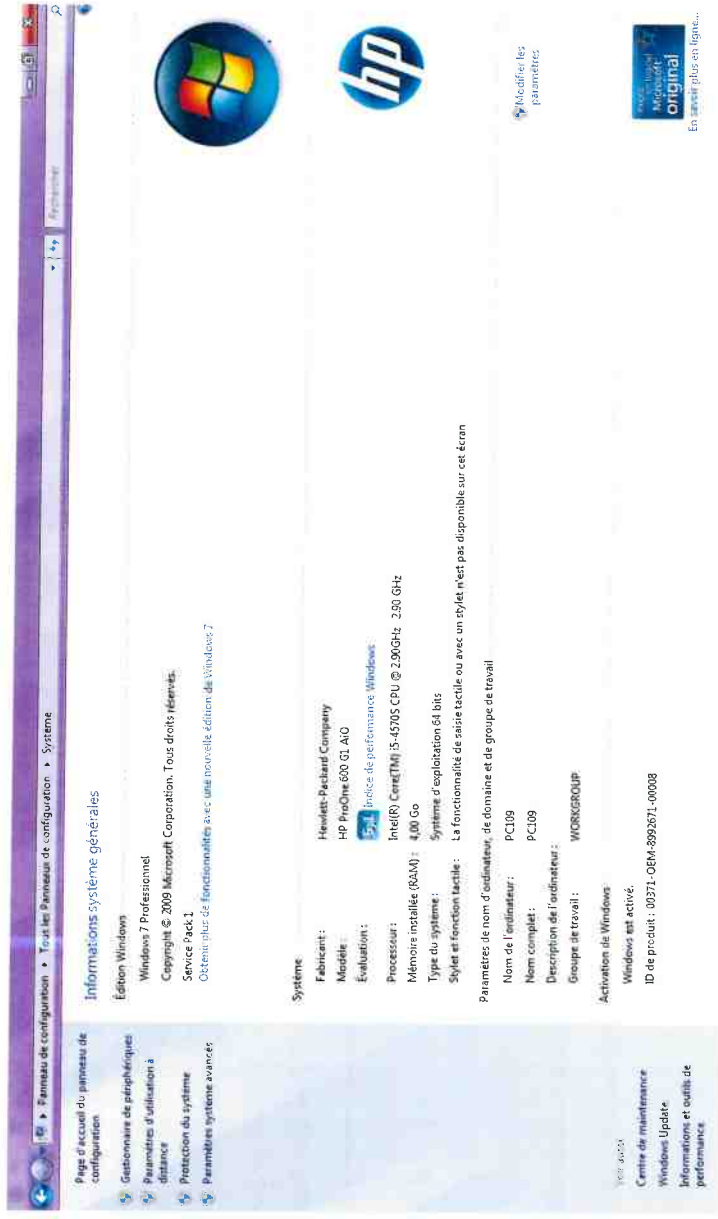 Panneau de configuration ▸ Tous les Panneaux de configuration ▸ Système
Rechercher
Page d'accueil du panneau de
configuration
Gestionnaire de périphériques
Paramètres d'utilisation à
distance
Protection du système
Paramètres système avancés
Informations système générales
Édition Windows
Windows 7 Professionnel
Copyright © 2009 Microsoft Corporation. Tous droits réservés.
Service Pack 1
Obtenir plus de fonctionnalités avec une nouvelle édition de Windows 7
Système
Fabricant : Hewlett-Packard Company
Modèle : HP ProOne 600 G1 AiO
Évaluation : 5,1 Indice de performance Windows
Processeur : Intel(R) Core(TM) i5-4570S CPU @ 2.90GHz 2.90 GHz
Mémoire installée (RAM) : 4,00 Go
Type du système : Système d'exploitation 64 bits
Stylet et fonction tactile : La fonctionnalité de saisie tactile ou avec un stylet n'est pas disponible sur cet écran
hp
Paramètres de nom d'ordinateur, de domaine et de groupe de travail
Nom de l'ordinateur : PC109
Nom complet : PC109
Description de l'ordinateur :
Groupe de travail : WORKGROUP
Modifier les
paramètres
Activation de Windows
Windows est activé.
ID de produit : 00371-OEM-8992671-00008
Microsoft
original
En savoir plus en ligne...
Voir aussi
Centre de maintenance
Windows Update
Informations et outils de
performance